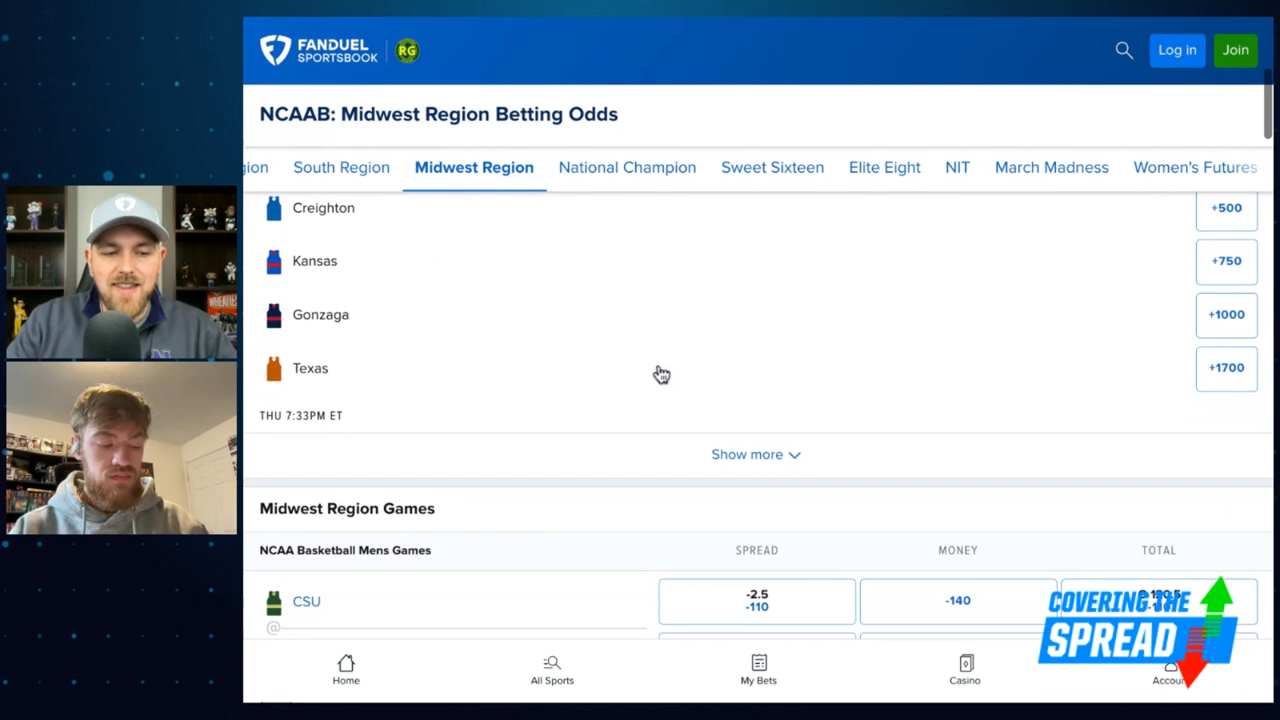 FANDUEL
SPORTSBOOK
RG
Log in
Join
NCAAB: Midwest Region Betting Odds
gion
South Region
Midwest Region
National Champion
Sweet Sixteen
Elite Eight
NIT
March Madness
Women's Futures
Creighton
+500
Kansas
+750
Gonzaga
+1000
Texas
+1700
THU 7:33PM ET
Show more
Midwest Region Games
NCAA Basketball Mens Games
SPREAD
MONEY
TOTAL
CSU
-2.5
-110
-140
@
COVERING THE
SPREAD
Home
All Sports
My Bets
Casino
Accou